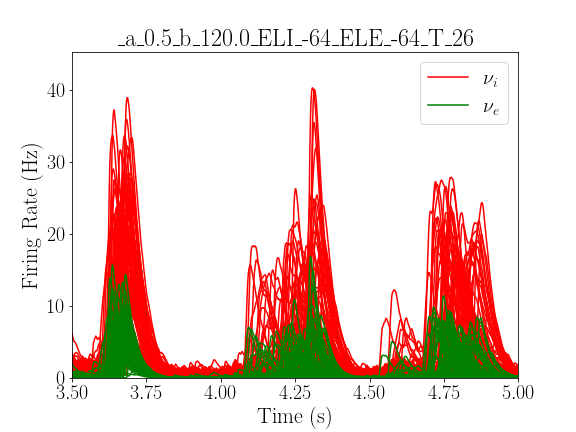 _a_0.5_b_120.0_ELI_-64_ELE_-64_T_26
ν_i
ν_e
Firing Rate (Hz)
40
30
20
10
0
3.50 3.75 4.00 4.25 4.50 4.75 5.00
Time (s)